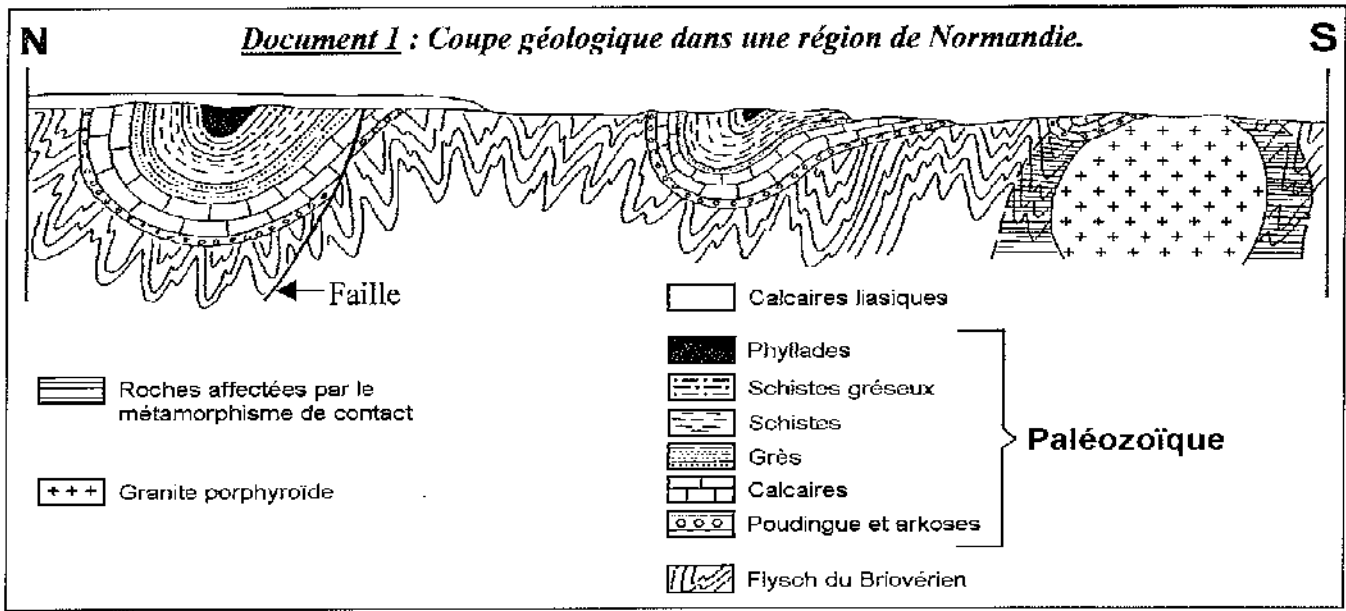 N
Document 1 : Coupe géologique dans une région de Normandie.
S
Faille
Calcaires liasiques
Phyllades
Schistes gréseux
Schistes
Grès
Calcaires
Poudingue et arkoses
Paléozoïque
Flysch du Briovérien
Roches affectées par le
métamorphisme de contact
Granite porphyroïde